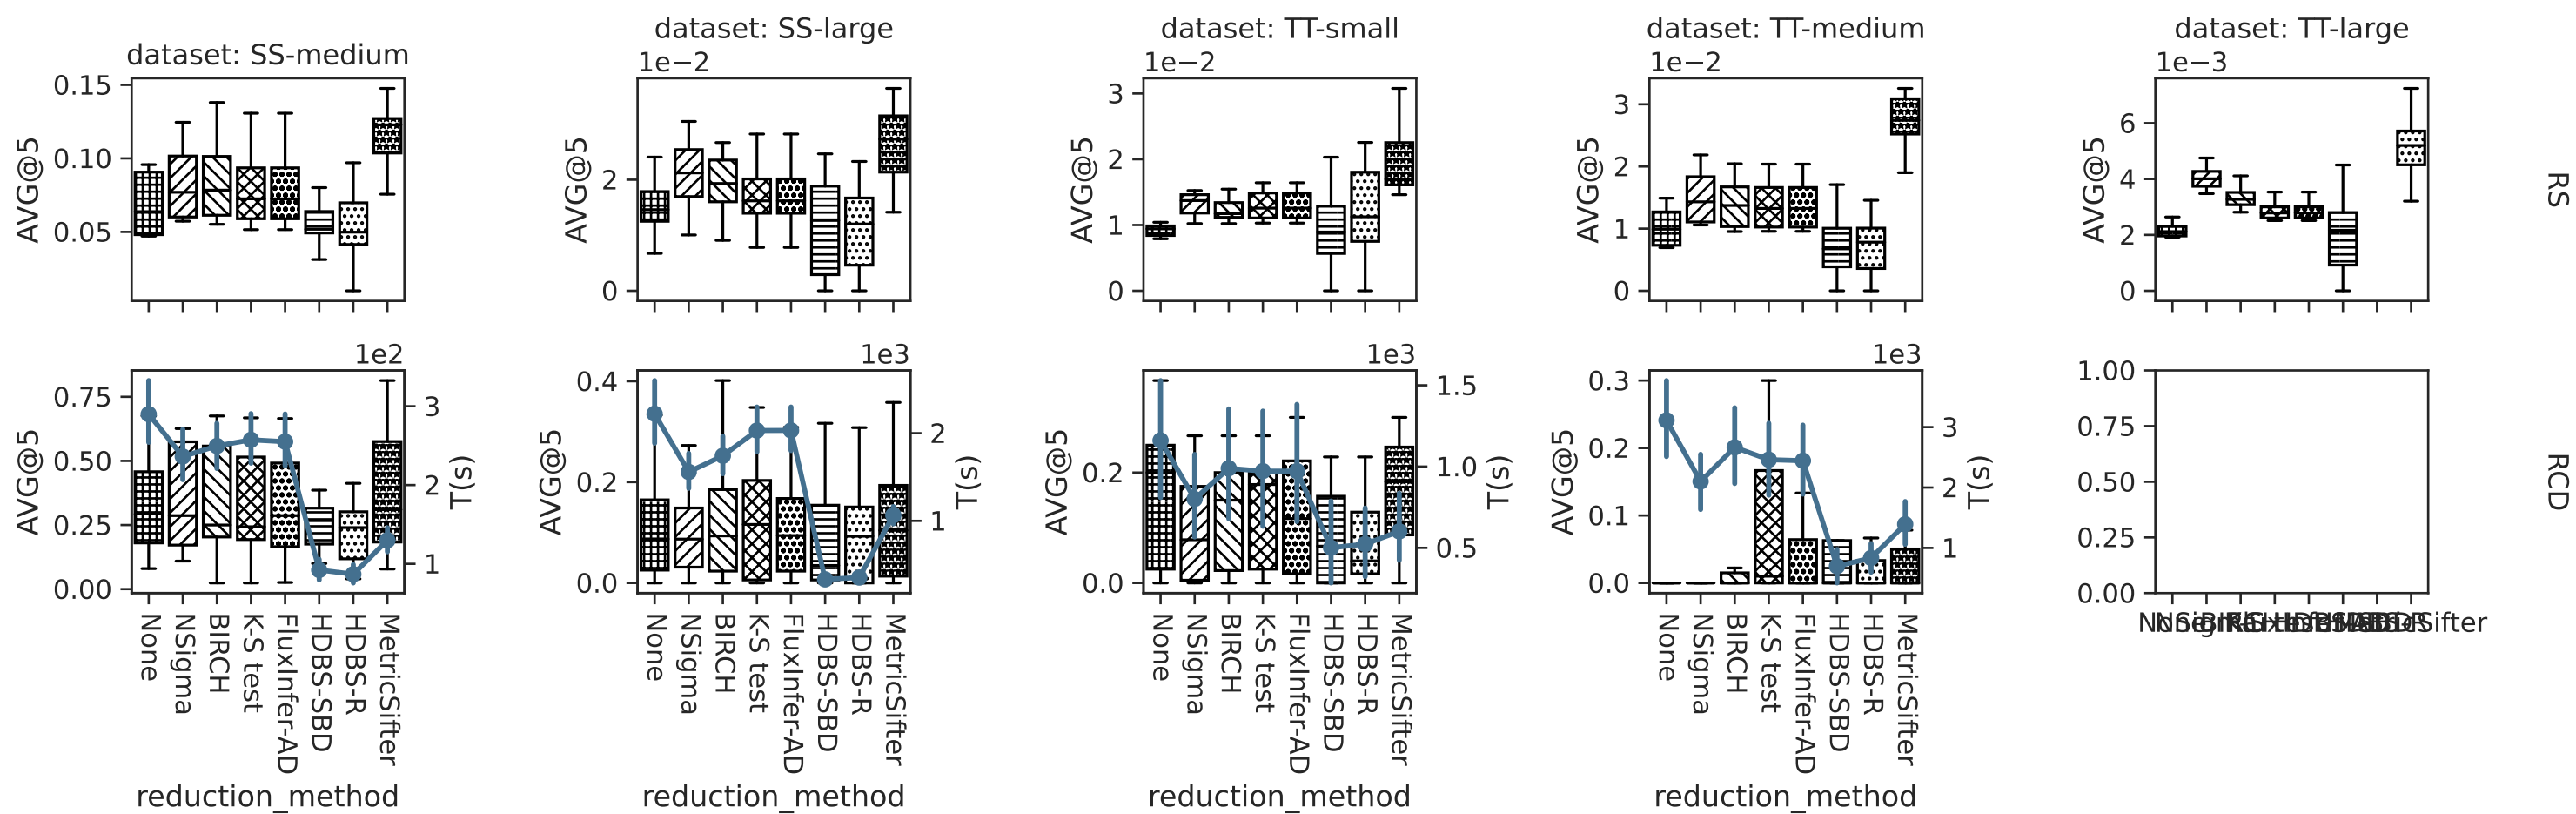 dataset: SS-medium
dataset: SS-large
dataset: TT-small
dataset: TT-medium
dataset: TT-large
1e−2
1e−2
1e−2
1e−3
AVG@5
0.15
0.10
0.05
AVG@5
2
0
AVG@5
3
2
1
0
AVG@5
3
2
1
0
AVG@5
6
4
2
0
RS
1e2
1e3
1e3
1e3
AVG@5
0.75
0.50
0.25
0.00
3
2
1
T(s)
AVG@5
0.4
0.2
0.0
2
1
T(s)
AVG@5
0.2
0.0
1.5
1.0
0.5
T(s)
AVG@5
0.3
0.2
0.1
0.0
3
2
1
T(s)
1.00
0.75
0.50
0.25
0.00
RCD
None
NSigma
BIRCH
K-S test
FluxInfer-AD
HDBS-SBD
HDBS-R
MetricSifter
None
NSigma
BIRCH
K-S test
FluxInfer-AD
HDBS-SBD
HDBS-R
MetricSifter
None
NSigma
BIRCH
K-S test
FluxInfer-AD
HDBS-SBD
HDBS-R
MetricSifter
None
NSigma
BIRCH
K-S test
FluxInfer-AD
HDBS-SBD
HDBS-R
MetricSifter
reduction_method
reduction_method
reduction_method
reduction_method